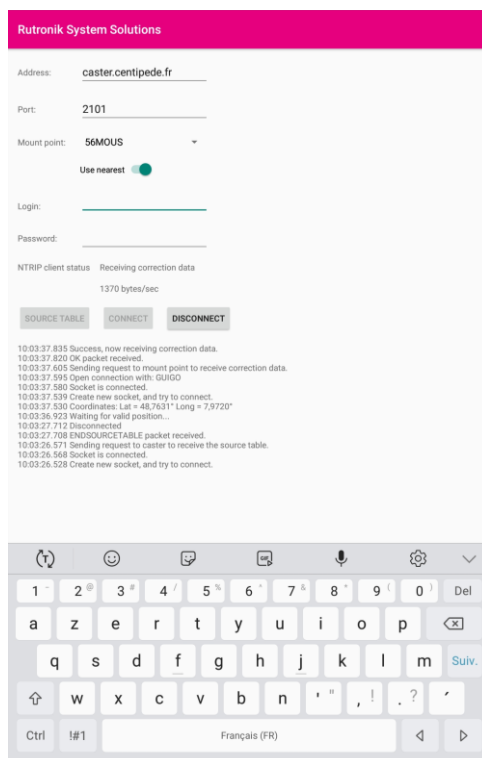 Rutronik System Solutions
Address: caster.centipede.fr
Port: 2101
Mount point: 56MOUS
Use nearest
Login:
Password:
NTRIP client status Receiving correction data
1370 bytes/sec
SOURCE TABLE CONNECT DISCONNECT
10:03:37.835 Success, now receiving correction data.
10:03:37.820 OK packet received.
10:03:37.605 Sending request to mount point to receive correction data.
10:03:37.595 Open connection with: GUIGO
10:03:37.580 Socket is connected.
10:03:37.539 Create new socket, and try to connect.
10:03:37.530 Coordinates: Lat = 48,7631° Long = 7,9720°
10:03:36.923 Waiting for valid position...
10:03:27.712 Disconnected
10:03:27.708 ENDSOURCETABLE packet received.
10:03:26.571 Sending request to caster to receive the source table.
10:03:26.568 Socket is connected.
10:03:26.528 Create new socket, and try to connect.
T GIF
1 - 2 @ 3 # 4 / 5 % 6 ^ 7 & 8 * 9 ( 0 ) Del
a z e r t y u i o p
q s d f g h j k l m Suiv.
w x c v b n ' " , ! . ? ´
Ctrl !#1 Français (FR)